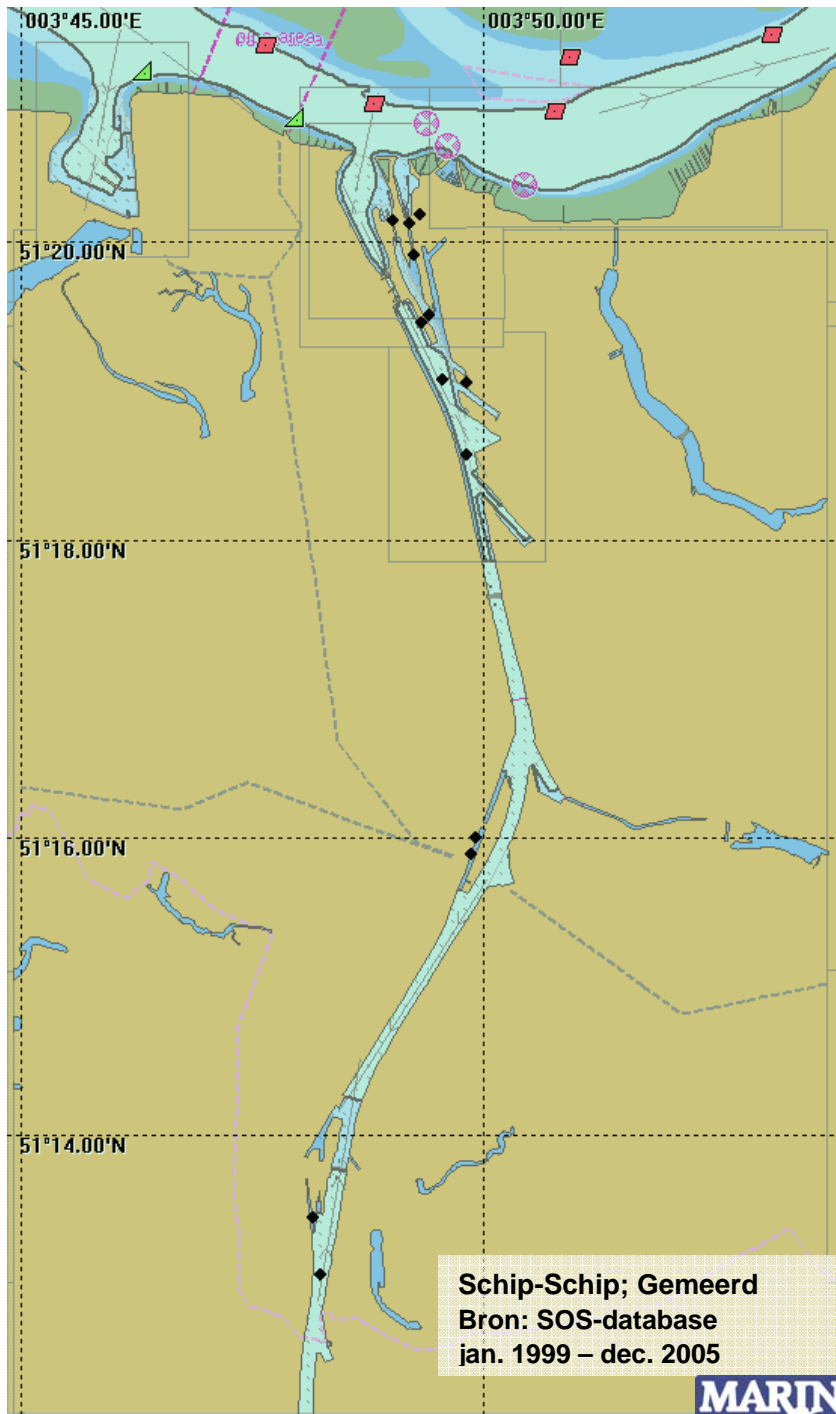 003°45.00'E
003°50.00'E
51°20.00'N
51°18.00'N
51°16.00'N
51°14.00'N
Schip-Schip; Gemeerd
Bron: SOS-database
jan. 1999 – dec. 2005
MARIN